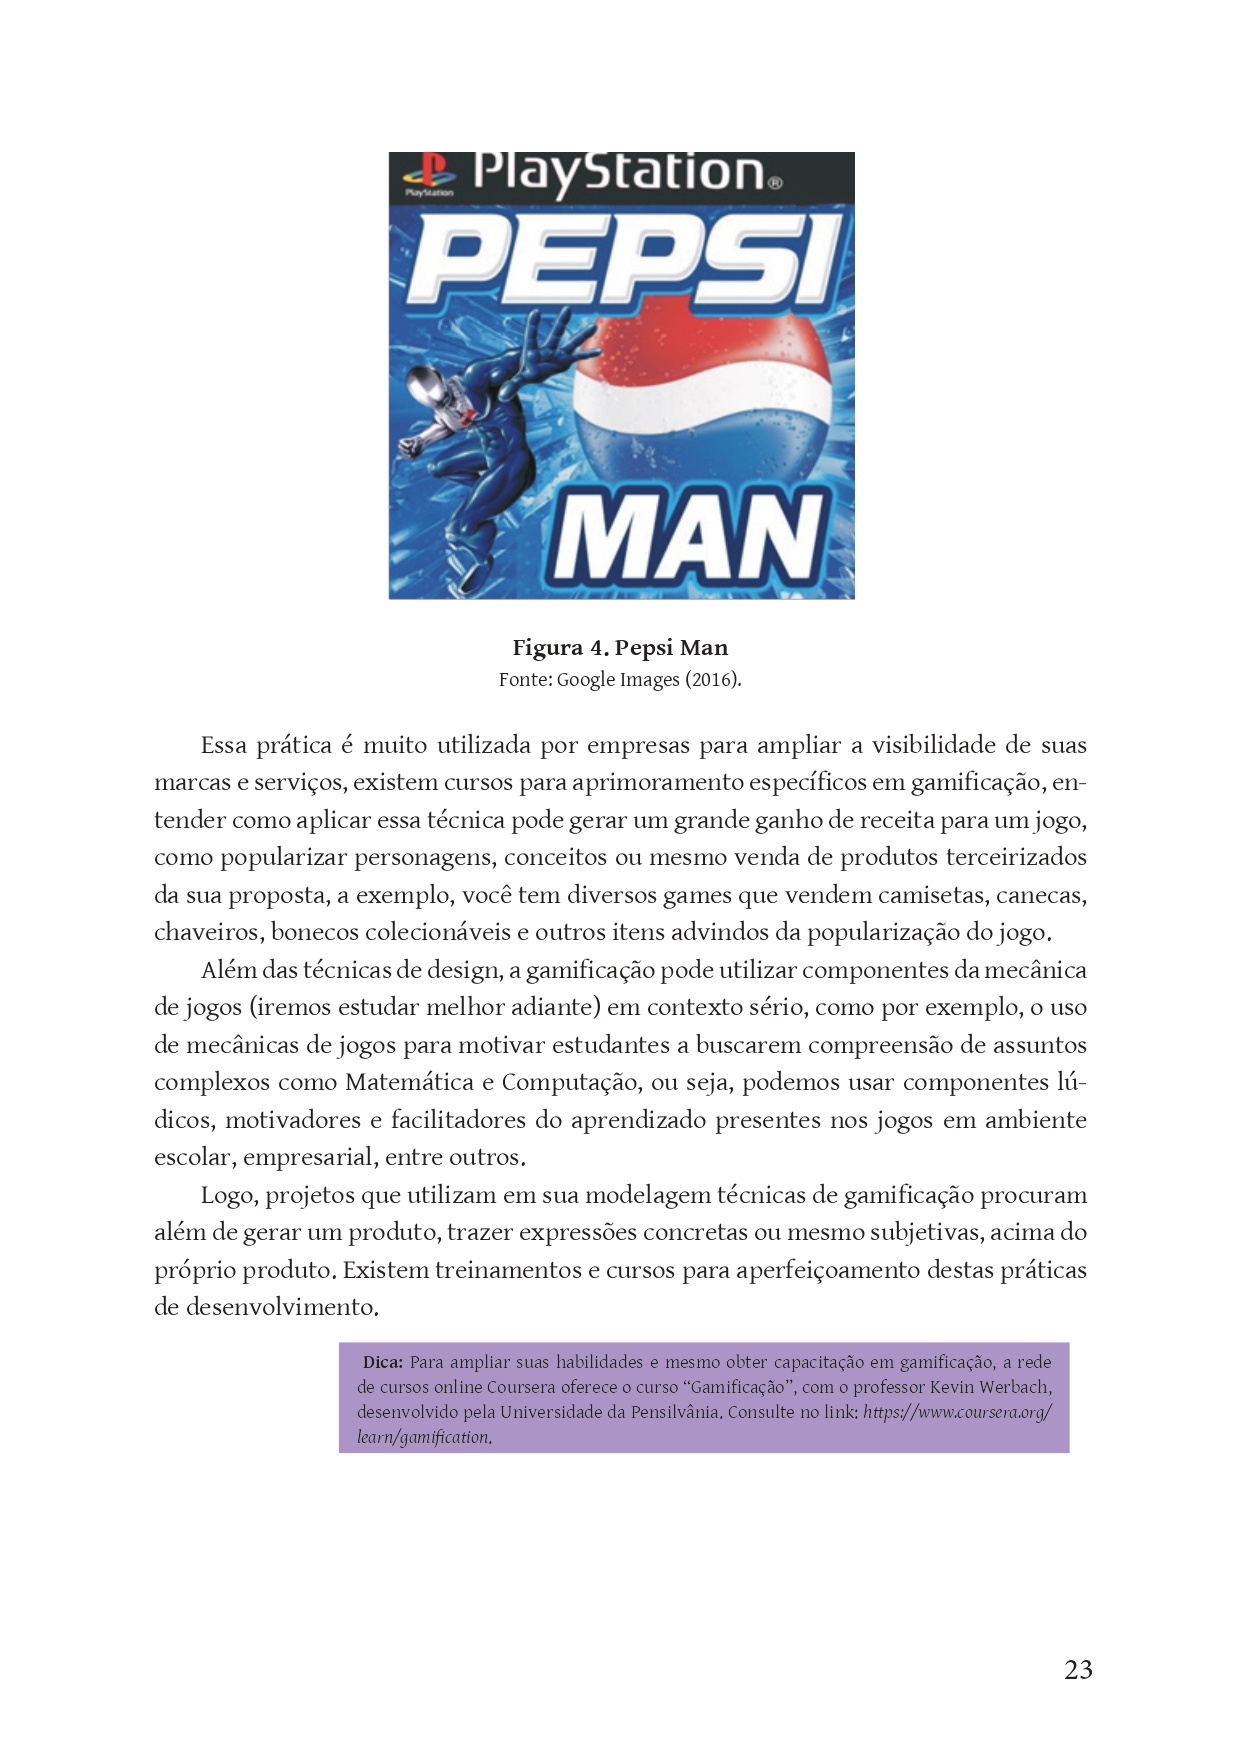 PlayStation®
PlayStation
PEPSI
MAN
Figura 4. Pepsi Man
Fonte: Google Images (2016).
Essa prática é muito utilizada por empresas para ampliar a visibilidade de suas
marcas e serviços, existem cursos para aprimoramento específicos em gamificação, en-
tender como aplicar essa técnica pode gerar um grande ganho de receita para um jogo,
como popularizar personagens, conceitos ou mesmo venda de produtos terceirizados
da sua proposta, a exemplo, você tem diversos games que vendem camisetas, canecas,
chaveiros, bonecos colecionáveis e outros itens advindos da popularização do jogo.
Além das técnicas de design, a gamificação pode utilizar componentes da mecânica
de jogos (iremos estudar melhor adiante) em contexto sério, como por exemplo, o uso
de mecânicas de jogos para motivar estudantes a buscarem compreensão de assuntos
complexos como Matemática e Computação, ou seja, podemos usar componentes lú-
dicos, motivadores e facilitadores do aprendizado presentes nos jogos em ambiente
escolar, empresarial, entre outros.
Logo, projetos que utilizam em sua modelagem técnicas de gamificação procuram
além de gerar um produto, trazer expressões concretas ou mesmo subjetivas, acima do
próprio produto. Existem treinamentos e cursos para aperfeiçoamento destas práticas
de desenvolvimento.
Dica: Para ampliar suas habilidades e mesmo obter capacitação em gamificação, a rede
de cursos online Coursera oferece o curso “Gamificação”, com o professor Kevin Werbach,
desenvolvido pela Universidade da Pensilvânia. Consulte no link: https://www.coursera.org/
learn/gamification.
23